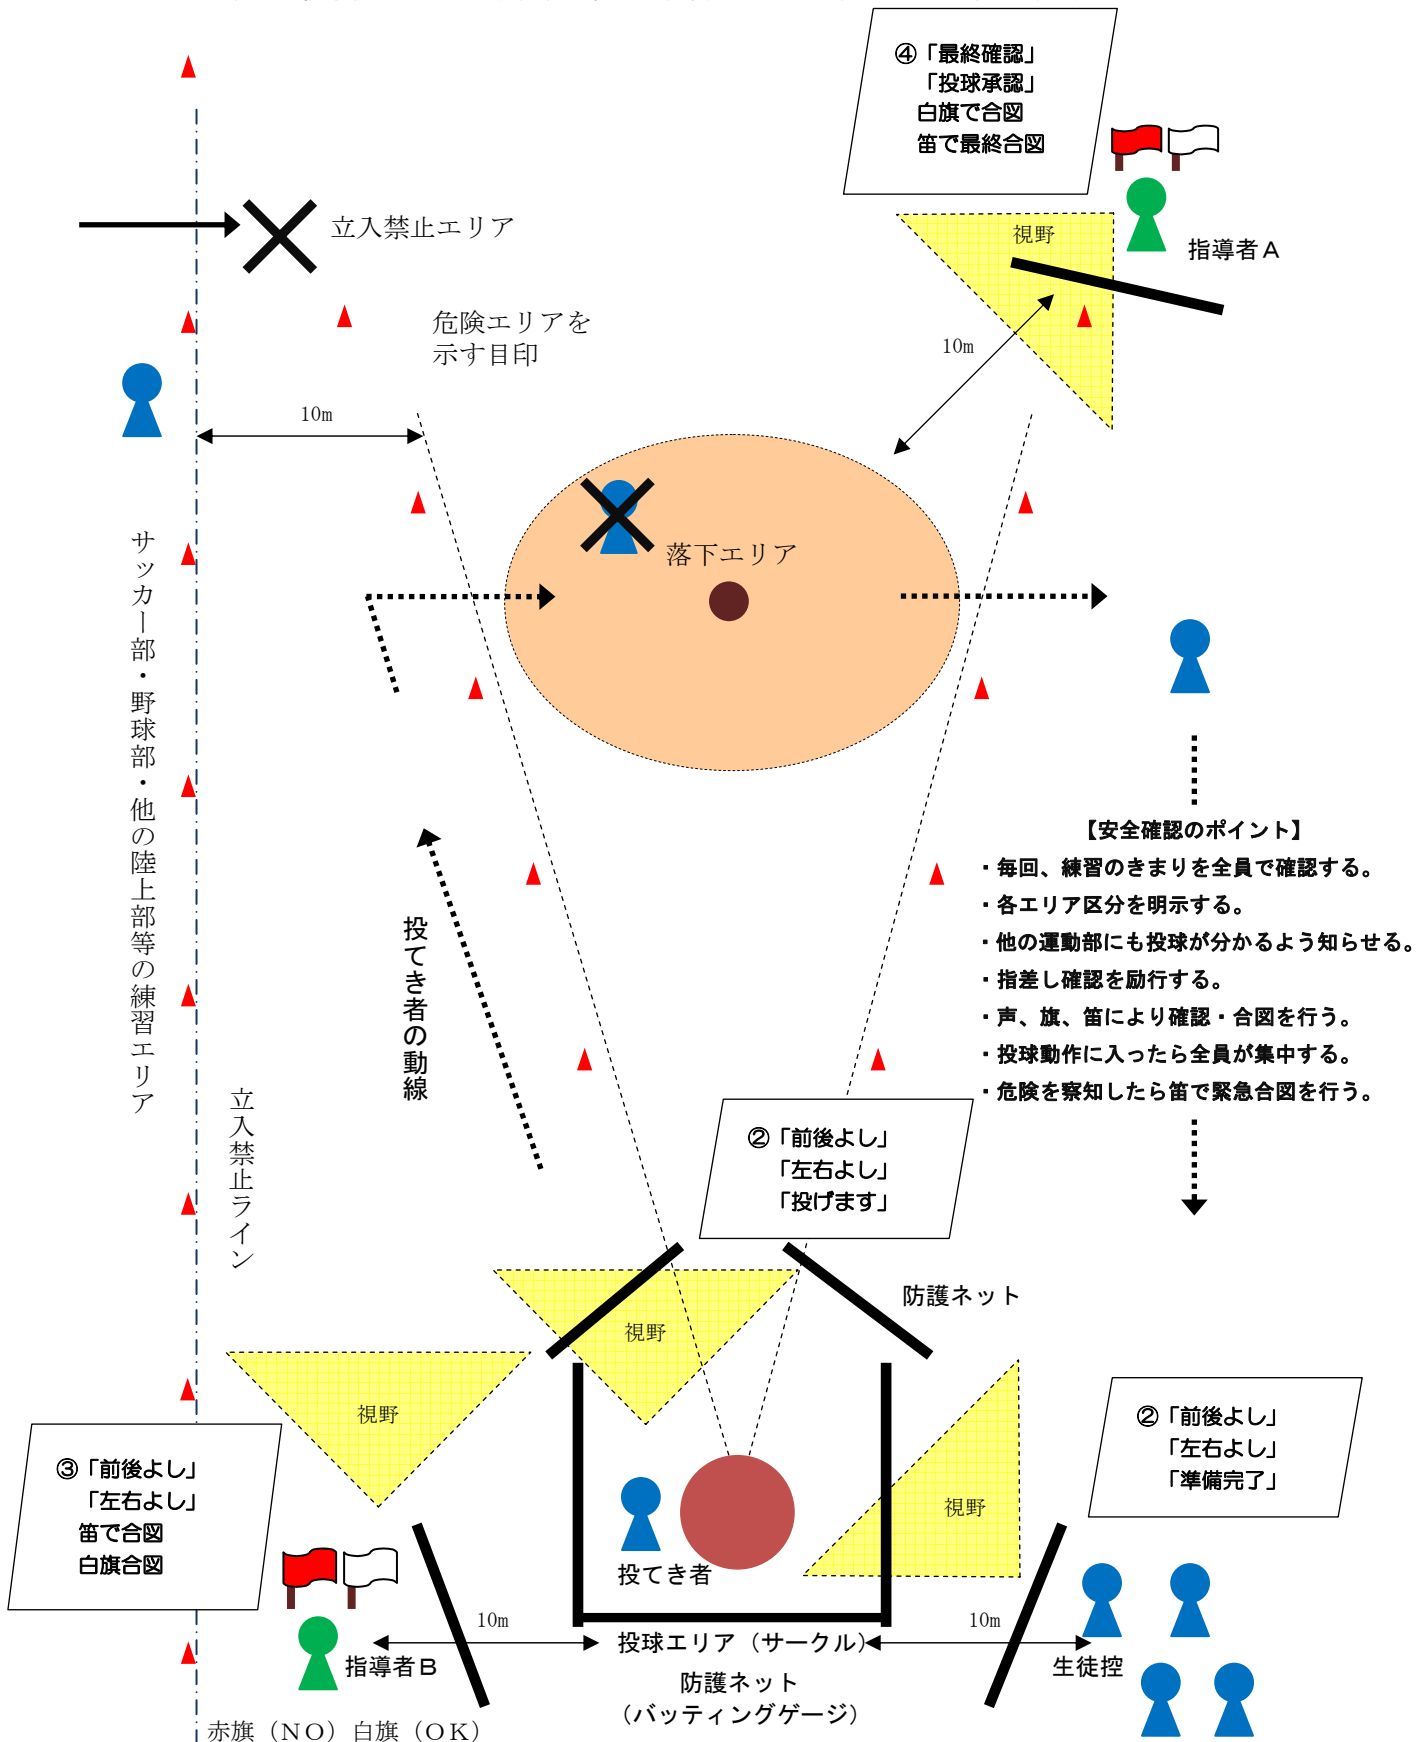 ④「最終確認」
「投球承認」
白旗で合図
笛で最終合図
立入禁止エリア
視野
指導者Ａ
危険エリアを
示す目印
10m
10m
落下エリア
サッカー部・野球部・他の陸上部等の練習エリア
【安全確認のポイント】
・毎回、練習のきまりを全員で確認する。
・各エリア区分を明示する。
・他の運動部にも投球が分かるよう知らせる。
・指差し確認を励行する。
・声、旗、笛により確認・合図を行う。
・投球動作に入ったら全員が集中する。
・危険を察知したら笛で緊急合図を行う。
投てき者の動線
立入禁止ライン
②「前後よし」
「左右よし」
「投げます」
防護ネット
視野
視野
②「前後よし」
「左右よし」
「準備完了」
③「前後よし」
「左右よし」
笛で合図
白旗合図
視野
投てき者
10m
10m
投球エリア（サークル）
指導者Ｂ
生徒控
防護ネット
（バッティングゲージ）
赤旗（ＮＯ）白旗（ＯＫ）